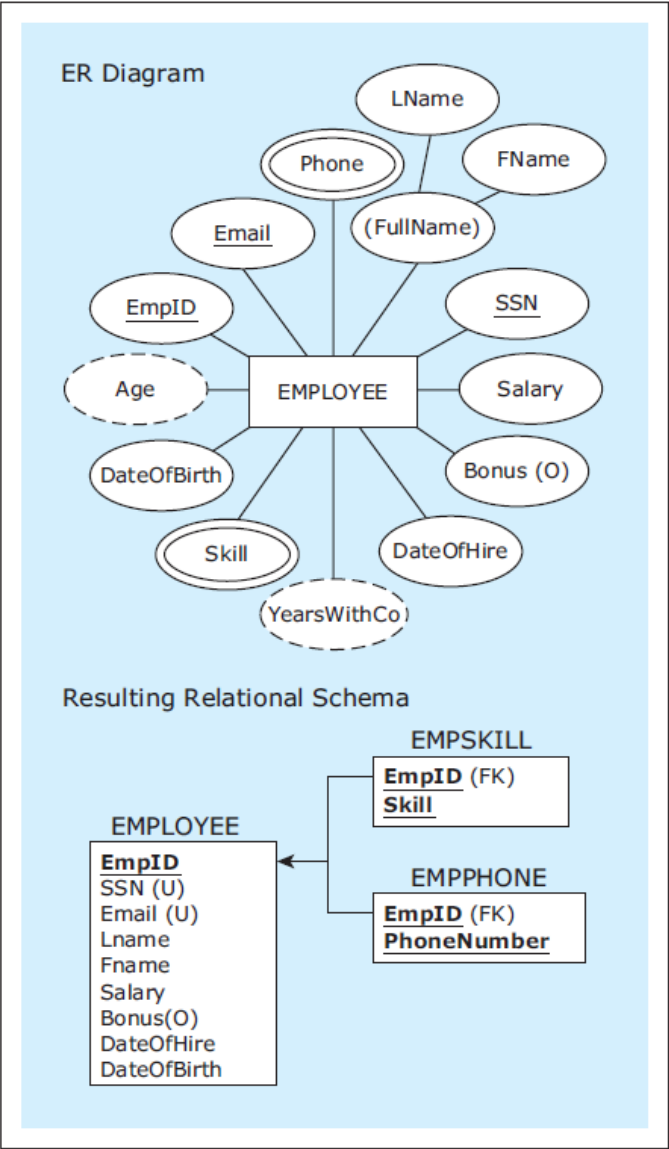 ER Diagram
LName
Phone
FName
(FullName)
Email
EmpID
SSN
Age
EMPLOYEE
Salary
DateOfBirth
Bonus (O)
Skill
DateOfHire
YearsWithCo
Resulting Relational Schema
EMPSKILL
EmpID (FK)
Skill
EMPLOYEE
EmpID
SSN (U)
Email (U)
Lname
Fname
Salary
Bonus(O)
DateOfHire
DateOfBirth
EMPPHONE
EmpID (FK)
PhoneNumber